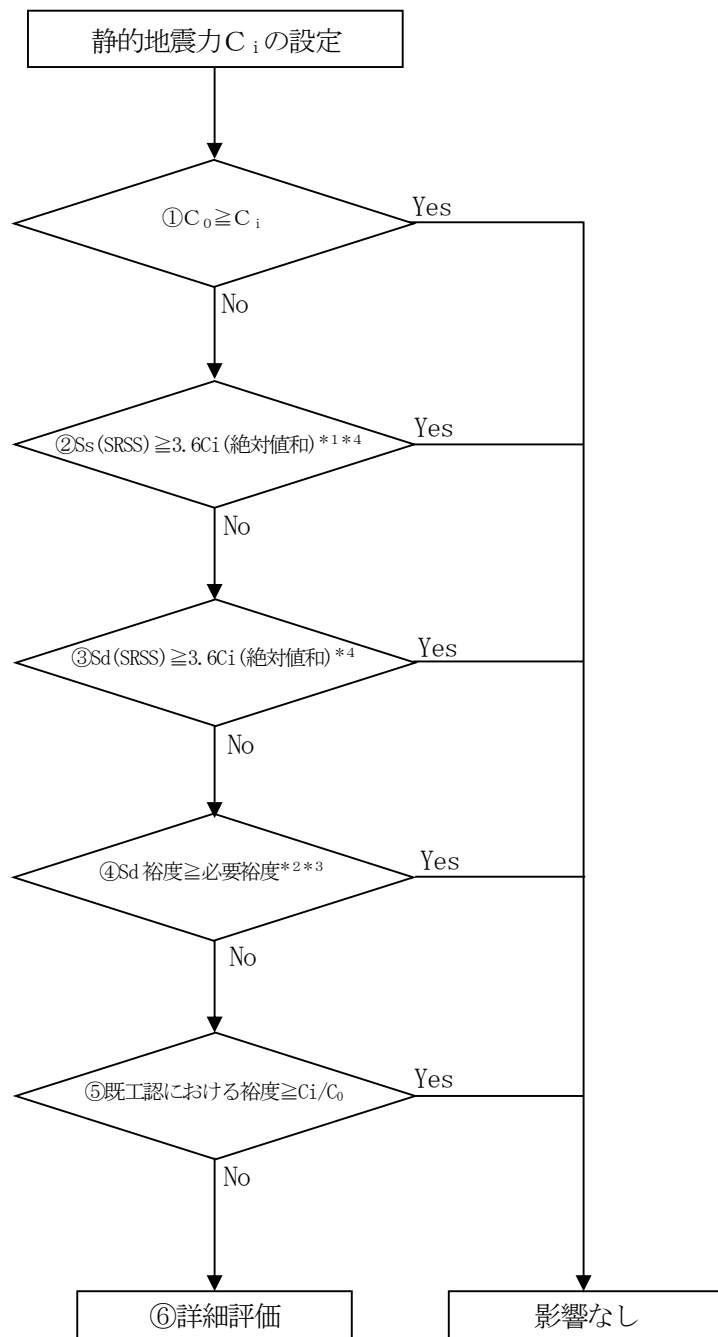 静的地震力Ｃｉの設定
①Ｃ₀≧Ｃｉ
Yes
No
②Ss(SRSS)≧3.6Ci(絶対値和)*1*4
Yes
No
③Sd(SRSS)≧3.6Ci(絶対値和)*4
Yes
No
④Sd 裕度≧必要裕度*2*3
Yes
No
⑤既工認における裕度≧Ci/C₀
Yes
No
⑥詳細評価
影響なし